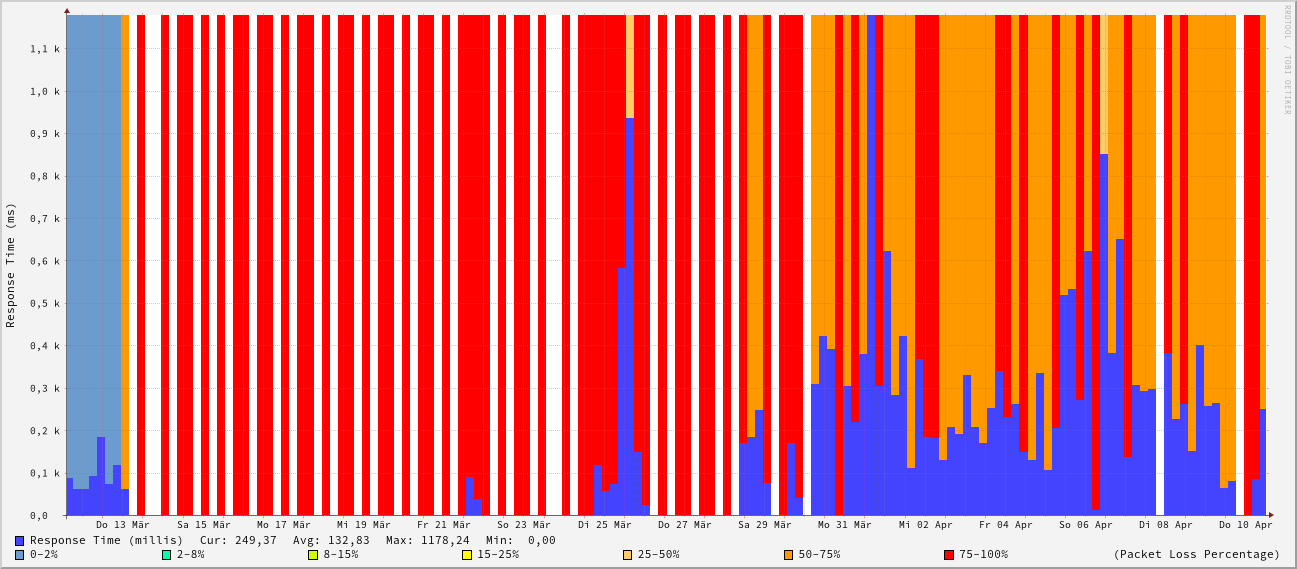 RRDTOOL / TOBI OETIKER
Response Time (ms)
1,1 k
1,0 k
0,9 k
0,8 k
0,7 k
0,6 k
0,5 k
0,4 k
0,3 k
0,2 k
0,1 k
0,0
Do 13 Mär Sa 15 Mär Mo 17 Mär Mi 19 Mär Fr 21 Mär So 23 Mär Di 25 Mär Do 27 Mär Sa 29 Mär Mo 31 Mär Mi 02 Apr Fr 04 Apr So 06 Apr Di 08 Apr Do 10 Apr
Response Time (millis) Cur: 249,37 Avg: 132,83 Max: 1178,24 Min: 0,00
0-2% 2-8% 8-15% 15-25% 25-50% 50-75% 75-100% (Packet Loss Percentage)